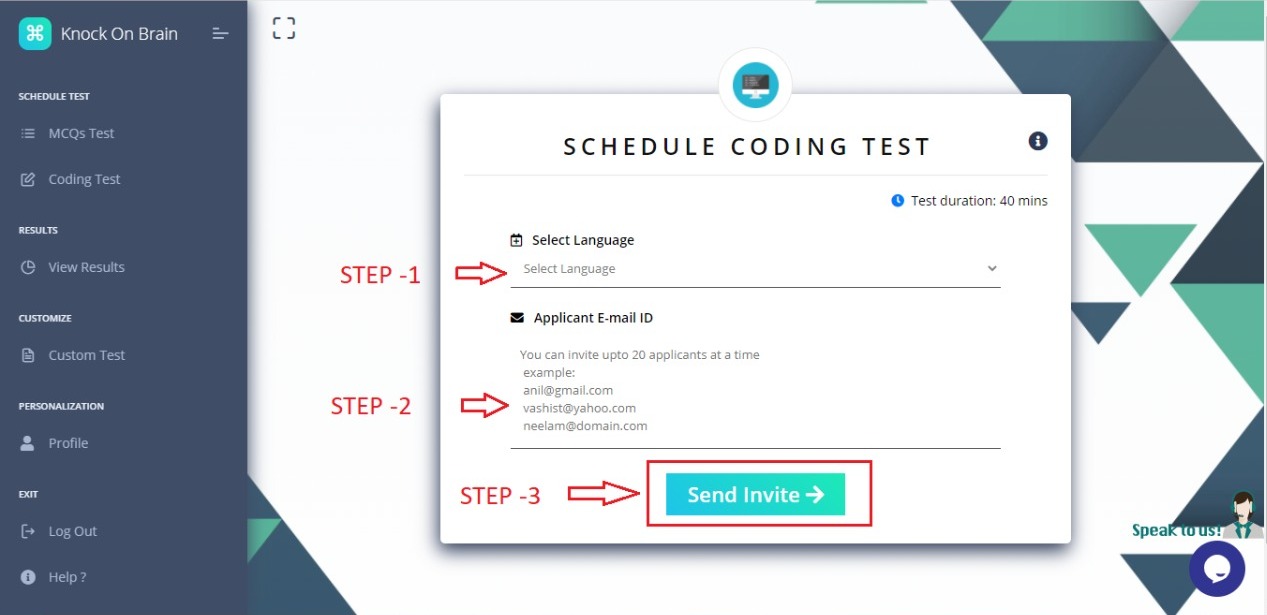 Knock On Brain
SCHEDULE TEST
MCQs Test
Coding Test
RESULTS
View Results
CUSTOMIZE
Custom Test
PERSONALIZATION
Profile
EXIT
Log Out
Help ?
SCHEDULE CODING TEST
Test duration: 40 mins
Select Language
STEP -1
Select Language
Applicant E-mail ID
You can invite upto 20 applicants at a time
example:
anil@gmail.com
STEP -2
vashist@yahoo.com
neelam@domain.com
STEP -3
Send Invite
Speak to us!